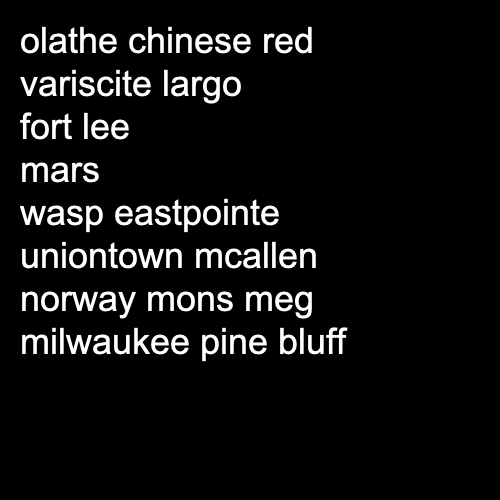 olathe chinese red
variscite largo
fort lee
mars
wasp eastpointe
uniontown mcallen
norway mons meg
milwaukee pine bluff